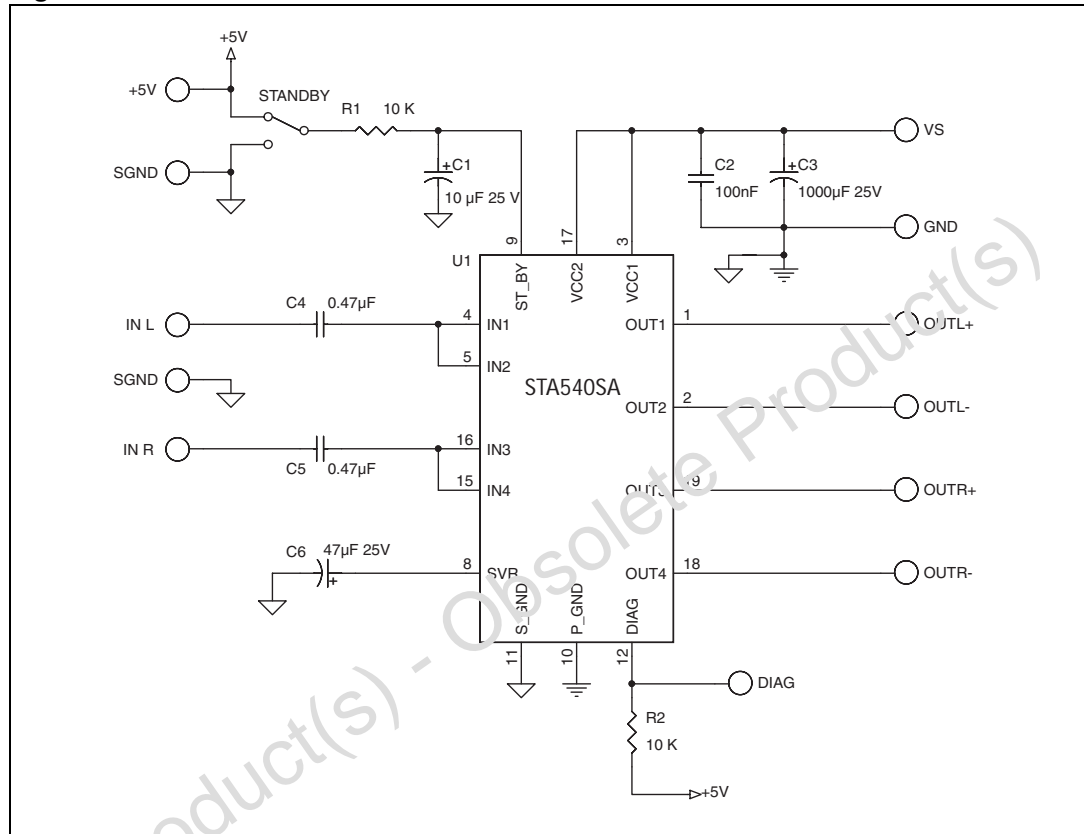 +5V
+5V
STANDBY
R1 10 K
SGND
C1
+
10 µF 25 V
C2
100nF
+
C3
1000µF 25V
VS
GND
9
17
3
U1
ST_BY
VCC2
VCC1
IN L
C4 0.47µF
4
IN1
5
IN2
SGND
STA540SA
OUT1
1
OUTL+
OUT2
2
OUTL-
IN R
C5 0.47µF
16
IN3
15
IN4
OUT3
19
OUTR+
C6
47µF 25V
+
8
SVR
OUT4
18
OUTR-
S_GND
P_GND
DIAG
11
10
12
DIAG
R2
10 K
+5V
oduct(s) - Obsolete Product(s)